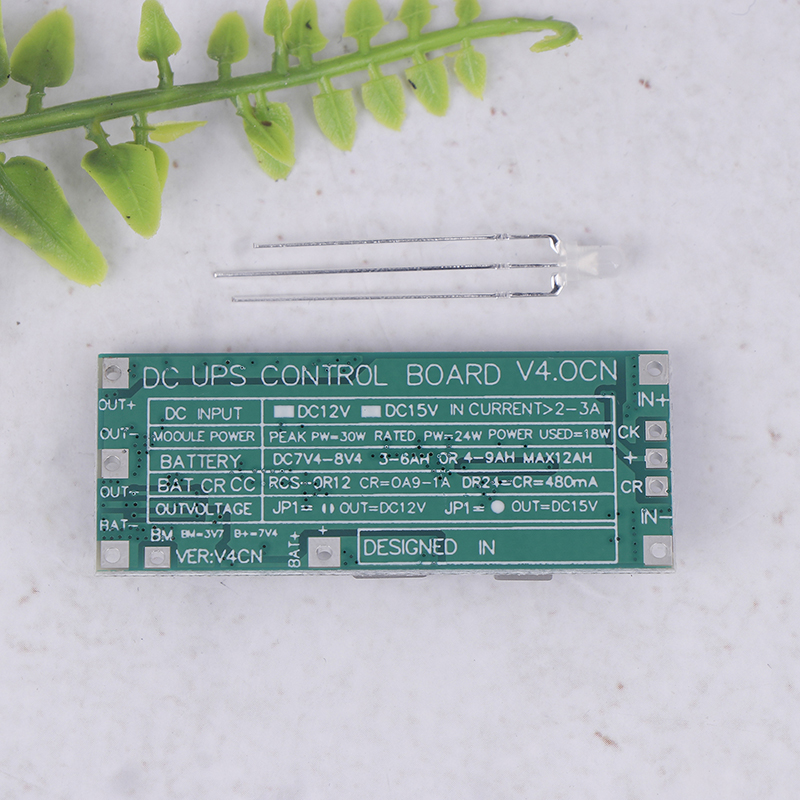 DC UPS CONTROL BOARD V4.0CN
OUT+
IN+
DC INPUT DC12V DC15V IN CURRENT>2-3A
OUT-
MOOULE POWER PEAK PW=30W RATED PW=24W POWER USED=18W
CK
BATTERY DC7V4-8V4 3-6AH OR 4-9AH MAX12AH
+
BAT CR CC RCS--0R12 CR=0A9-1A DR24=CR=480mA
OUT-
CR
OUTVOLTAGE JP1= OUT=DC12V JP1= OUT=DC15V
BAT-
IN-
BM BM-=3V7 B+=7V4
BAT+
+
VER:V4CN
DESIGNED IN